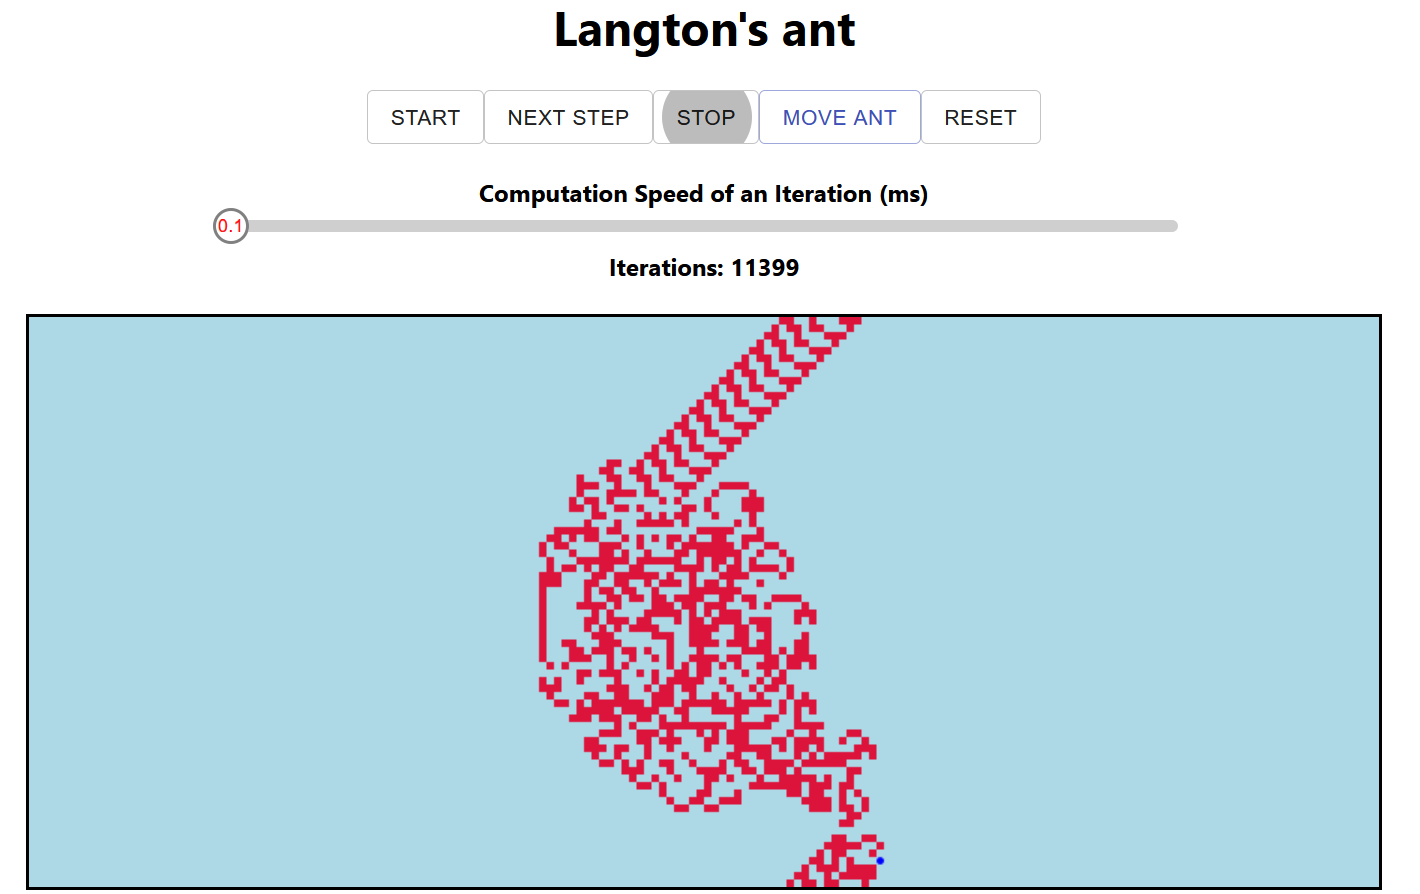 Langton's ant
START NEXT STEP STOP MOVE ANT RESET
Computation Speed of an Iteration (ms)
0.1
Iterations: 11399